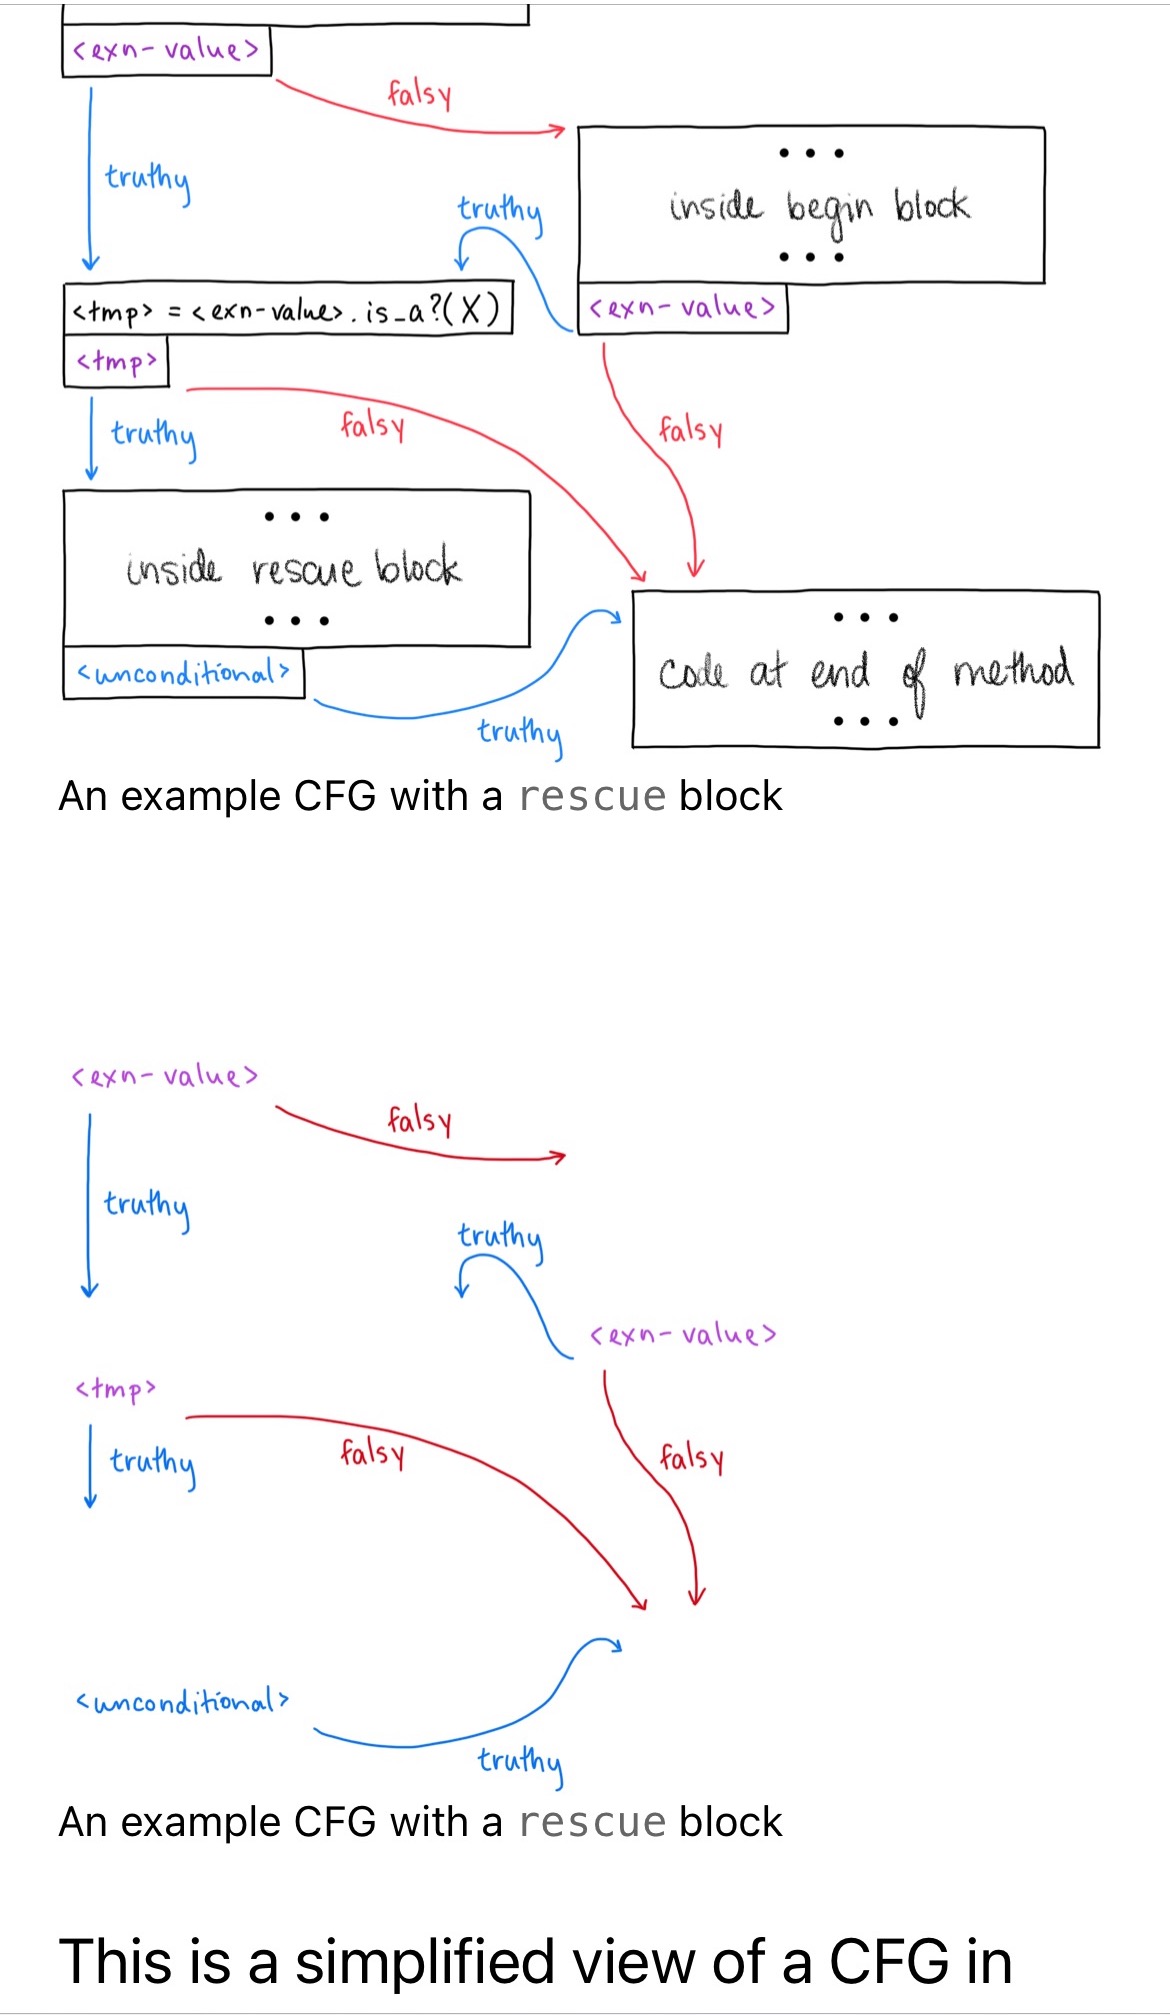 <exn-value>
falsy
truthy
• • •
inside begin block
• • •
truthy
<tmp> = <exn-value>.is_a?(X)
<exn-value>
<tmp>
truthy
falsy
falsy
• • •
inside rescue block
• • •
<unconditional>
truthy
• • •
code at end of method
• • •
An example CFG with a rescue block
<exn-value>
falsy
truthy
truthy
<exn-value>
<tmp>
truthy
falsy
falsy
<unconditional>
truthy
An example CFG with a rescue block
This is a simplified view of a CFG in